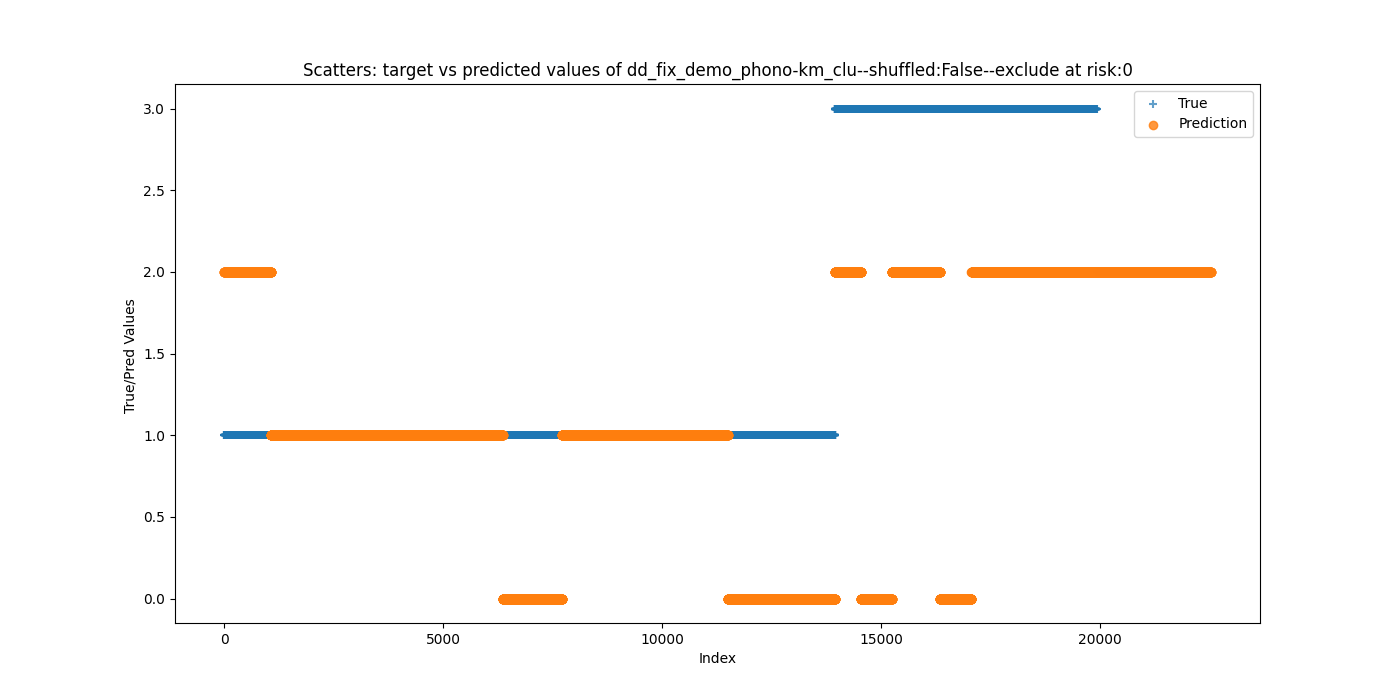 Scatters: target vs predicted values of dd_fix_demo_phono-km_clu--shuffled:False--exclude at risk:0
True
Prediction
True/Pred Values
3.0
2.5
2.0
1.5
1.0
0.5
0.0
0 5000 10000 15000 20000
Index